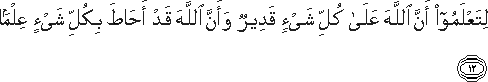 لِتَعْلَمُوٓا۟ أَنَّ ٱللَّهَ عَلَىٰ كُلِّ شَىْءٍ قَدِيرٌ وَأَنَّ ٱللَّهَ قَدْ أَحَاطَ بِكُلِّ شَىْءٍ عِلْمًۢا
١٢